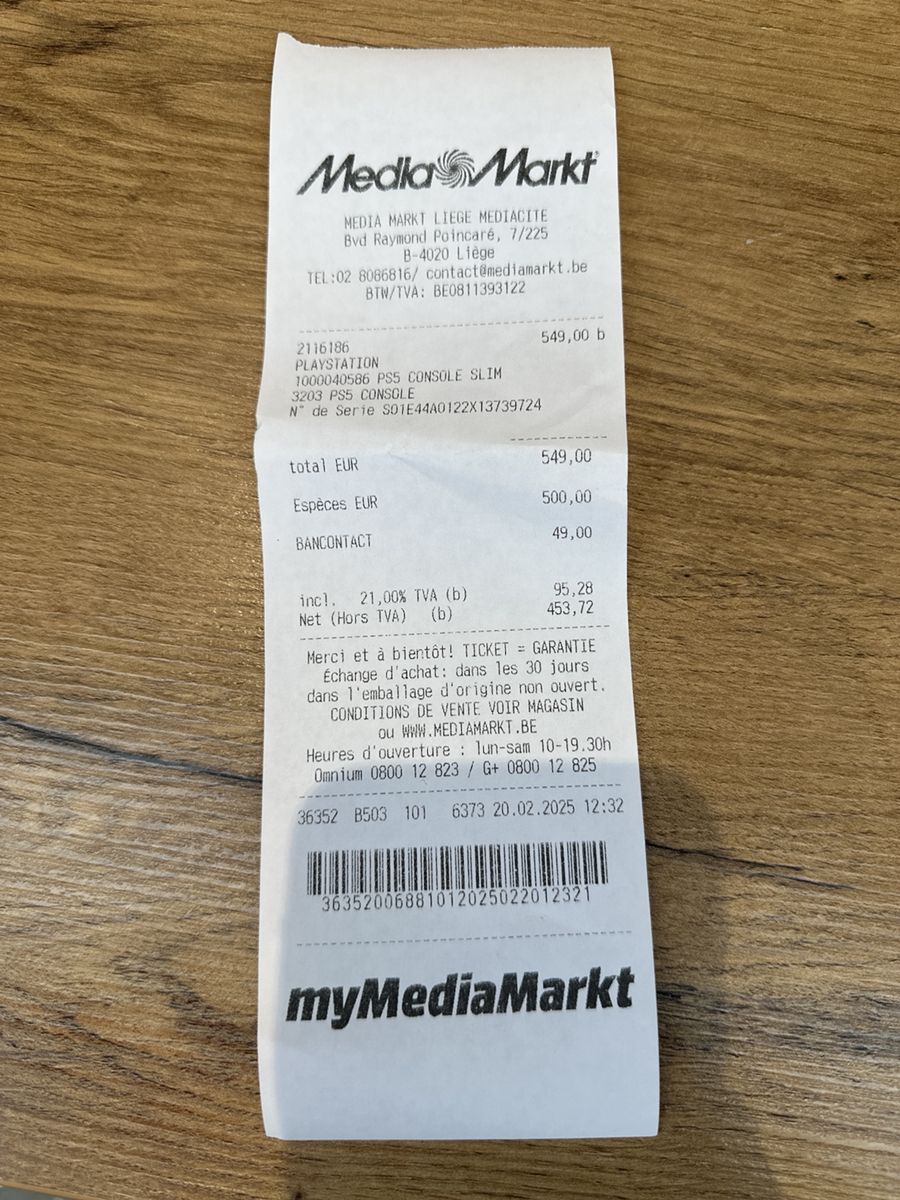 Media Markt
MEDIA MARKT LIEGE MEDIACITE
Bvd Raymond Poincaré, 7/225
B-4020 Liège
TEL:02 8086816/ contact@mediamarkt.be
BTW/TVA: BE0811393122
2116186 549,00 b
PLAYSTATION
1000040586 PS5 CONSOLE SLIM
3203 PS5 CONSOLE
N° de Serie S01E44A0122X13739724
total EUR 549,00
Espèces EUR 500,00
BANCONTACT 49,00
incl. 21,00% TVA (b) 95,28
Net (Hors TVA) (b) 453,72
Merci et à bientôt! TICKET = GARANTIE
Échange d'achat: dans les 30 jours
dans l'emballage d'origine non ouvert.
CONDITIONS DE VENTE VOIR MAGASIN
ou WWW.MEDIAMARKT.BE
Heures d'ouverture : lun-sam 10-19.30h
Omnium 0800 12 823 / G+ 0800 12 825
36352 B503 101 6373 20.02.2025 12:32
3635200688101202502201 2321
myMediaMarkt